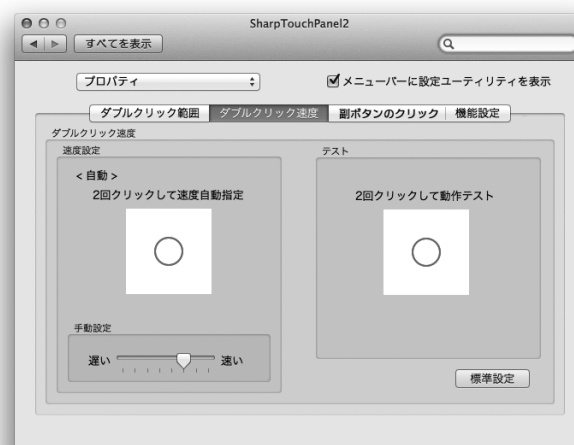 SharpTouchPanel2
すべてを表示
プロパティ
メニューバーに設定ユーティリティを表示
ダブルクリック範囲 ダブルクリック速度 副ボタンのクリック 機能設定
ダブルクリック速度
速度設定
テスト
< 自動 >
2回クリックして速度自動指定
2回クリックして動作テスト
手動設定
遅い 速い
標準設定